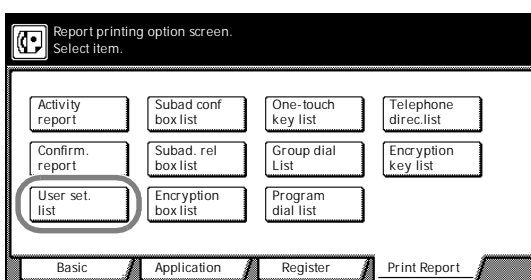 Report printing option screen.
Select item.
Activity
report
Subad conf
box list
One-touch
key list
Telephone
direc.list
Confirm.
report
Subad. rel
box list
Group dial
List
Encryption
key list
User set.
list
Encryption
box list
Program
dial list
Basic
Application
Register
Print Report